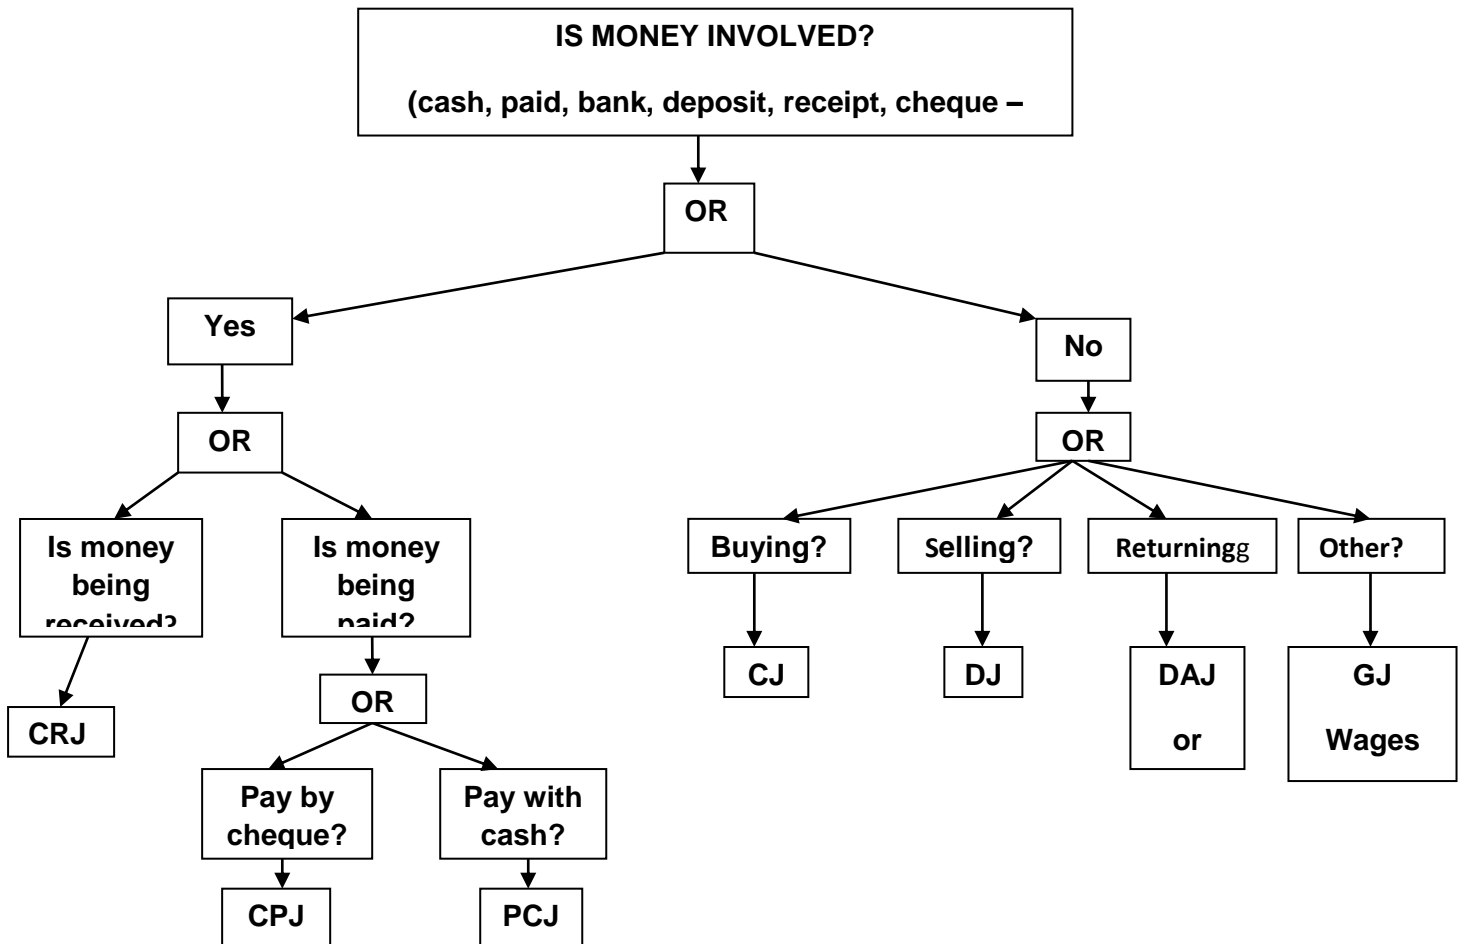 IS MONEY INVOLVED?
(cash, paid, bank, deposit, receipt, cheque –
OR
Yes
No
OR
OR
Is money
being
received?
Is money
being
paid?
Buying?
Selling?
Returningg
Other?
CRJ
OR
CJ
DJ
DAJ
or
GJ
Wages
Pay by
cheque?
Pay with
cash?
CPJ
PCJ